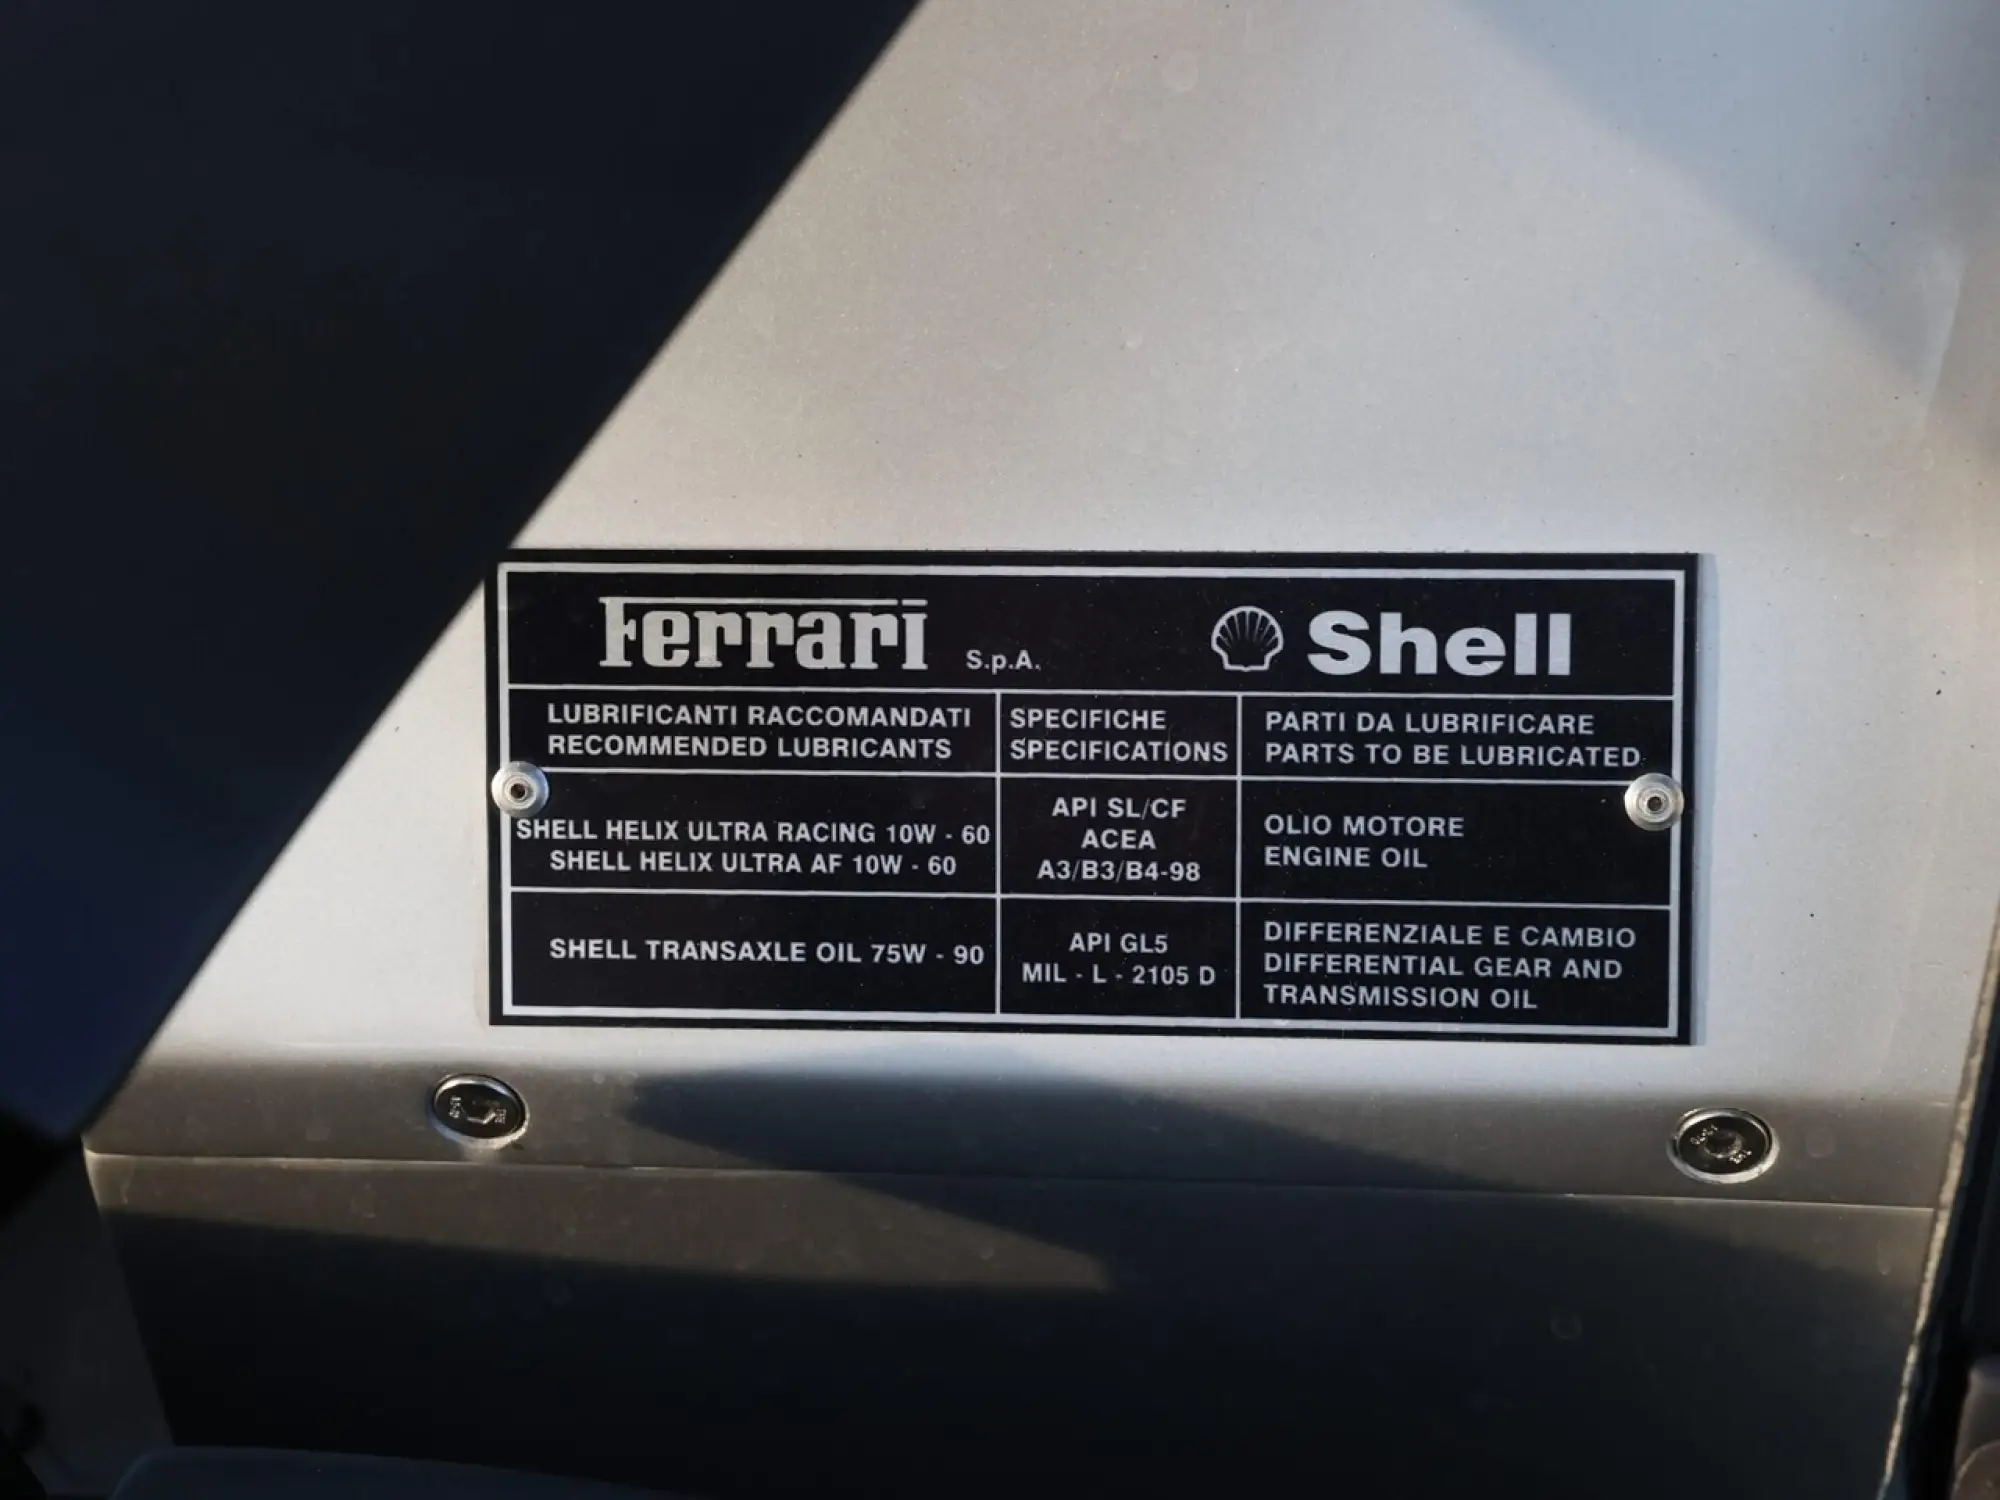 Ferrari S.p.A. Shell
LUBRIFICANTI RACCOMANDATI
RECOMMENDED LUBRICANTS
SPECIFICHE
SPECIFICATIONS
PARTI DA LUBRIFICARE
PARTS TO BE LUBRICATED
SHELL HELIX ULTRA RACING 10W - 60
SHELL HELIX ULTRA AF 10W - 60
API SL/CF
ACEA
A3/B3/B4-98
OLIO MOTORE
ENGINE OIL
SHELL TRANSAXLE OIL 75W - 90
API GL5
MIL - L - 2105 D
DIFFERENZIALE E CAMBIO
DIFFERENTIAL GEAR AND
TRANSMISSION OIL